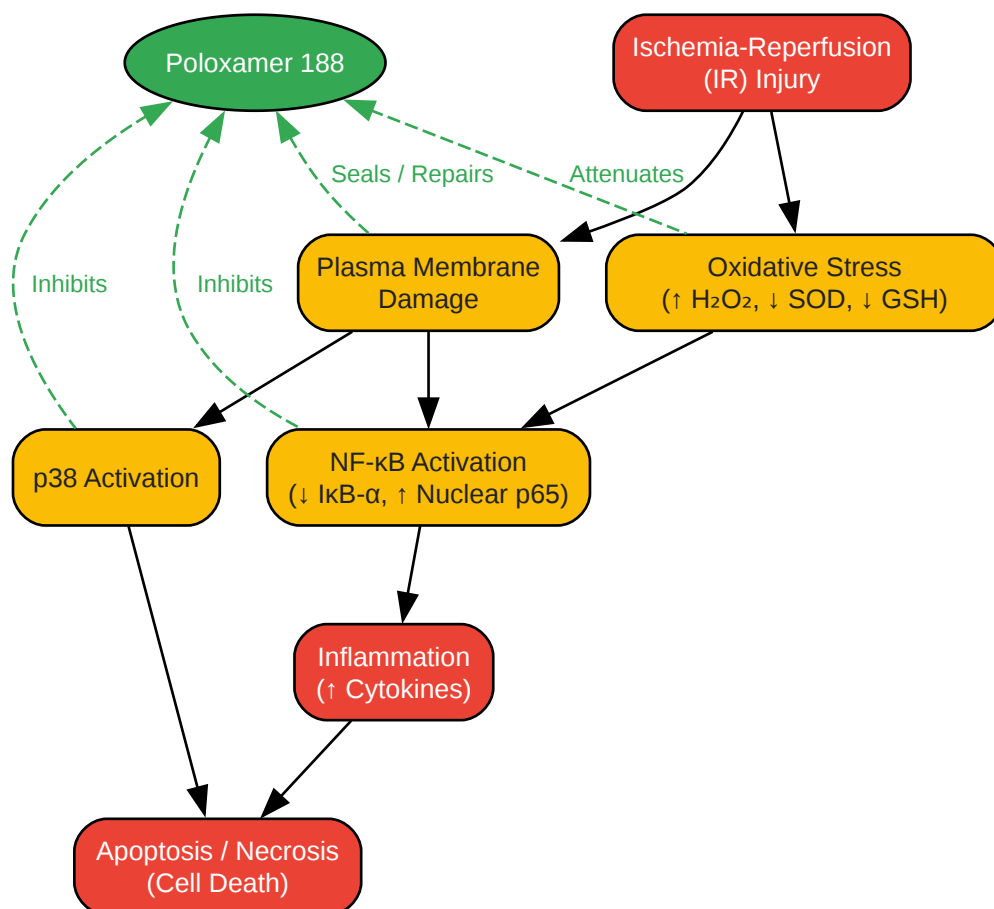 Poloxamer 188
Ischemia-Reperfusion
(IR) Injury
Seals / Repairs
Attenuates
Inhibits
Inhibits
Plasma Membrane
Damage
Oxidative Stress
(↑ H₂O₂, ↓ SOD, ↓ GSH)
p38 Activation
NF-κB Activation
(↓ IκB-α, ↑ Nuclear p65)
Inflammation
(↑ Cytokines)
Apoptosis / Necrosis
(Cell Death)